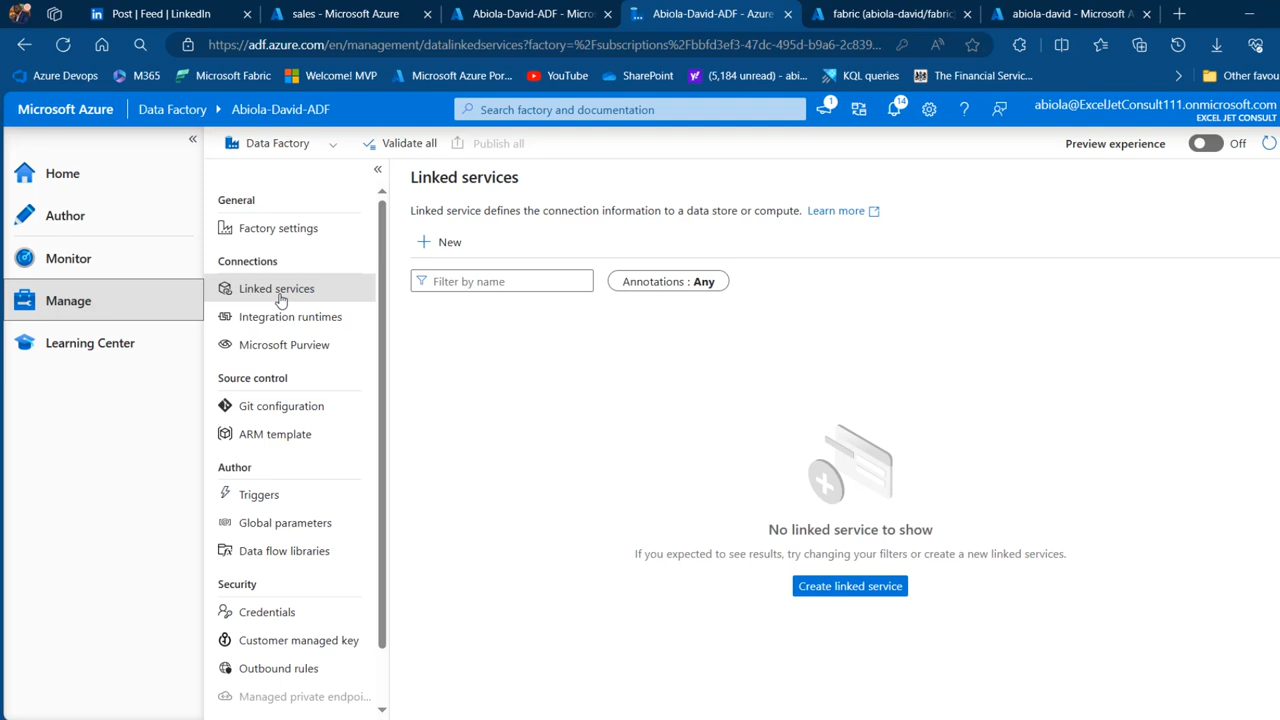 Post | Feed | LinkedIn
sales - Microsoft Azure
Abiola-David-ADF - Micro
Abiola-David-ADF - Azure
fabric (abiola-david/fabric)
abiola-david - Microsoft A
https://adf.azure.com/en/management/datalinkedservices?factory=%2Fsubscriptions%2Fbbfd3ef3-47dc-495d-b9a6-2c839...
Azure Devops
M365
Microsoft Fabric
Welcome! MVP
Microsoft Azure Por...
YouTube
SharePoint
(5,184 unread) - abi...
KQL queries
The Financial Servic...
Other favou
Microsoft Azure
Data Factory
Abiola-David-ADF
Search factory and documentation
1
14
abiola@ExcelJetConsult111.onmicrosoft.com
EXCEL JET CONSULT
Home
Author
Monitor
Manage
Learning Center
Data Factory
Validate all
Publish all
Preview experience
Off
General
Factory settings
Connections
Linked services
Integration runtimes
Microsoft Purview
Source control
Git configuration
ARM template
Author
Triggers
Global parameters
Data flow libraries
Security
Credentials
Customer managed key
Outbound rules
Managed private endpoi...
Linked services
Linked service defines the connection information to a data store or compute. Learn more
New
Filter by name
Annotations : Any
No linked service to show
If you expected to see results, try changing your filters or create a new linked services.
Create linked service